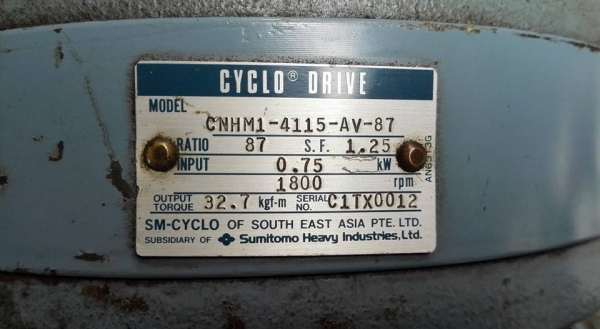 CYCLO® DRIVE
MODEL
CNHM1-4115-AV-87
RATIO 87 S.F. 1.25
INPUT 0.75 kW
1800 rpm
OUTPUT TORQUE 32.7 kgf-m SERIAL NO. C1TX0012
SM-CYCLO OF SOUTH EAST ASIA PTE. LTD.
SUBSIDIARY OF Sumitomo Heavy Industries, Ltd.